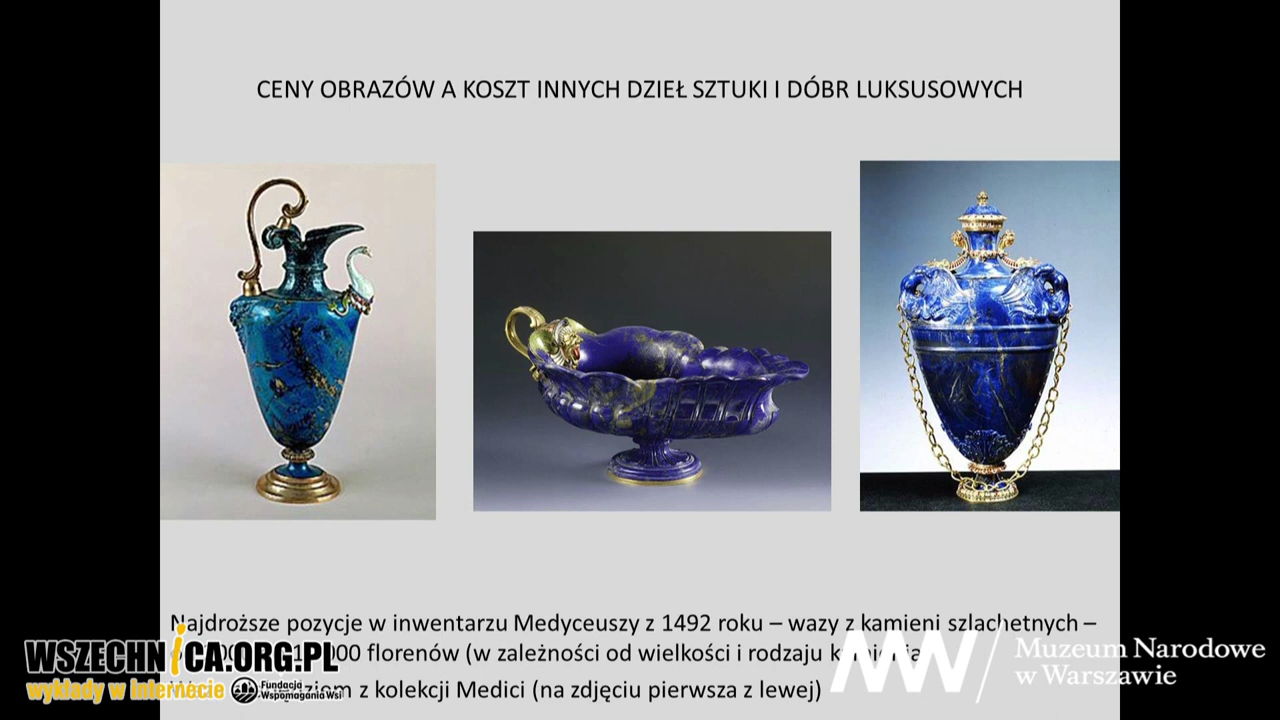 CENY OBRAZÓW A KOSZT INNYCH DZIEŁ SZTUKI I DÓBR LUKSUSOWYCH
Najdroższe pozycje w inwentarzu Medyceuszy z 1492 roku – wazy z kamieni szlachetnych –
florenów (w zależności od wielkości i rodzaju
z kolekcji Medici (na zdjęciu pierwsza z lewej)
WSZECHNICA.ORG.PL
wykłady w internecie
Fundacja
Wspomagania Wsi
Muzeum Narodowe
w Warszawie